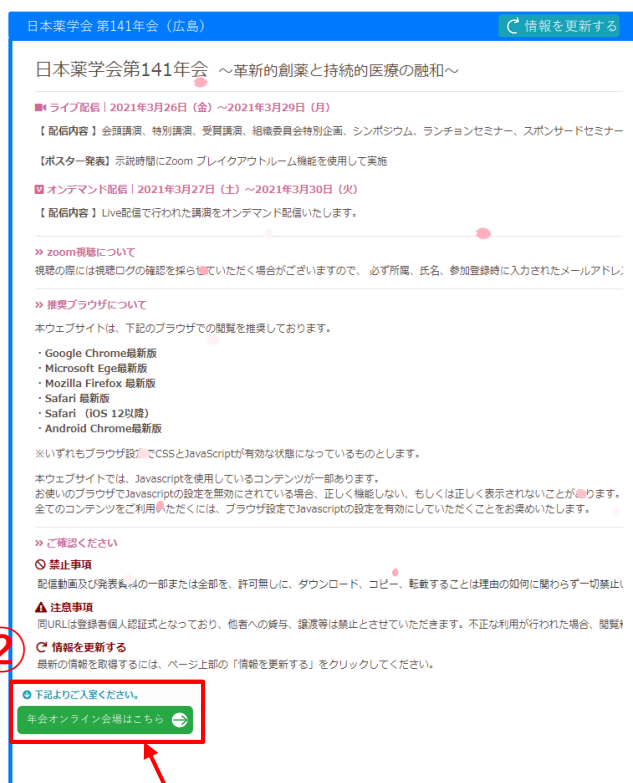 日本薬学会 第141年会（広島）
情報を更新する
日本薬学会第141年会 ～革新的創薬と持続的医療の融和～
ライブ配信｜2021年3月26日（金）～2021年3月29日（月）
【 配信内容 】会頭講演、特別講演、受賞講演、組織委員会特別企画、シンポジウム、ランチョンセミナー、スポンサードセミナー
【ポスター発表】示説時間にZoom ブレイクアウトルーム機能を使用して実施
オンデマンド配信｜2021年3月27日（土）～2021年3月30日（火）
【 配信内容 】Live配信で行われた講演をオンデマンド配信いたします。
» zoom視聴について
視聴の際には視聴ログの確認を採らせていただく場合がございますので、 必ず所属、氏名、参加登録時に入力されたメールアドレ
» 推奨ブラウザについて
本ウェブサイトは、下記のブラウザでの閲覧を推奨しております。
・Google Chrome最新版
・Microsoft Ege最新版
・Mozilla Firefox 最新版
・Safari 最新版
・Safari （iOS 12以降）
・Android Chrome最新版
※いずれもブラウザ設定でCSSとJavaScriptが有効な状態になっているものとします。
本ウェブサイトでは、Javascriptを使用しているコンテンツが一部あります。
お使いのブラウザでJavascriptの設定を無効にされている場合、正しく機能しない、もしくは正しく表示されないことがあります。
全てのコンテンツをご利用いただくには、ブラウザ設定でJavascriptの設定を有効にしていただくことをお奨めいたします。
» ご確認ください
禁止事項
配信動画及び発表資料の一部または全部を、許可無しに、ダウンロード、コピー、転載することは理由の如何に関わらず一切禁止い
注意事項
同URLは登録者個人認証式となっており、他者への貸与、譲渡等は禁止とさせていただきます。不正な利用が行われた場合、閲覧
2
情報を更新する
最新の情報を取得するには、ページ上部の「情報を更新する」をクリックしてください。
下記よりご入室ください。
年会オンライン会場はこちら